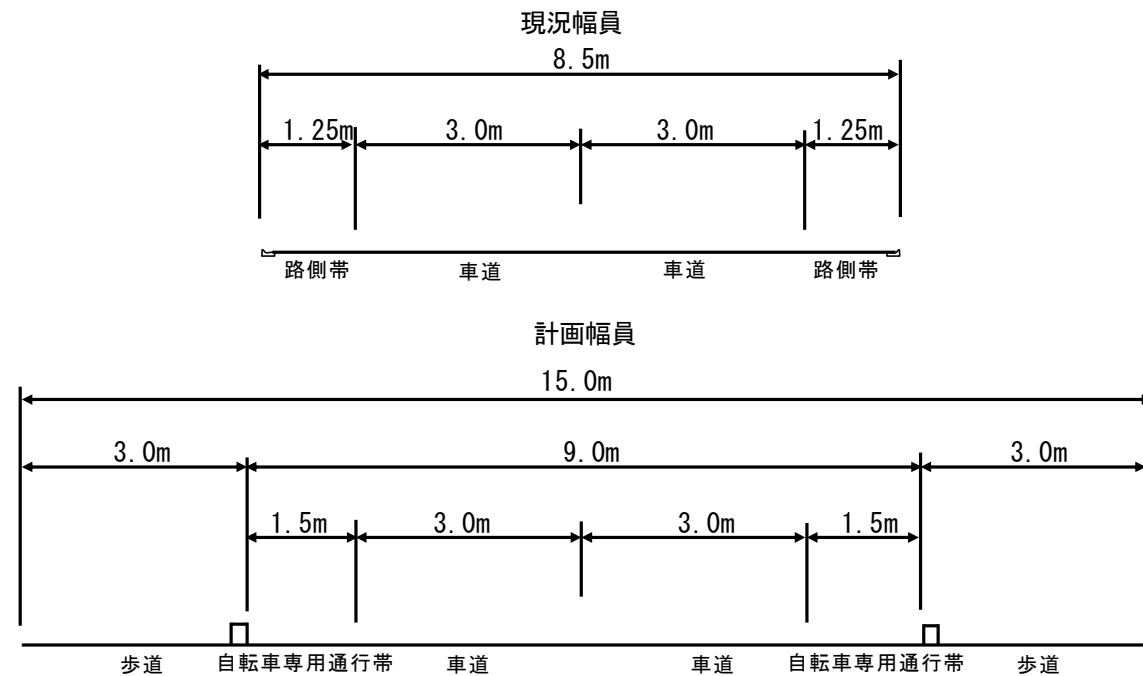 現況幅員
8.5m
1.25m 3.0m 3.0m 1.25m
路側帯 車道 車道 路側帯
計画幅員
15.0m
3.0m 9.0m 3.0m
1.5m 3.0m 3.0m 1.5m
歩道 自転車専用通行帯 車道 車道 自転車専用通行帯 歩道